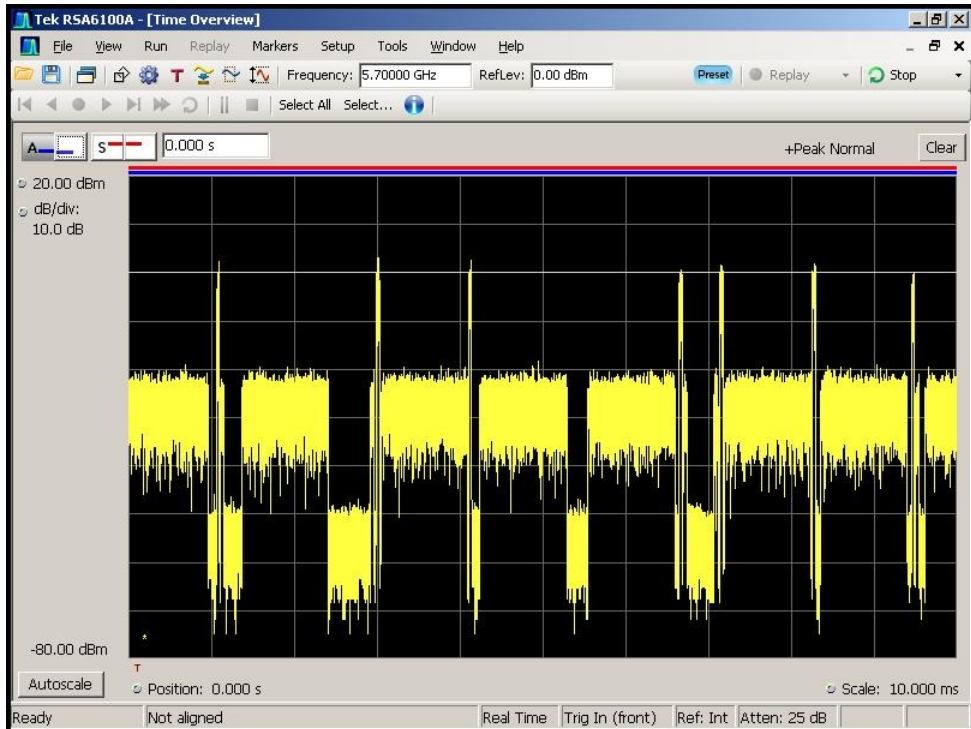 Tek RSA6100A - [Time Overview]
File View Run Replay Markers Setup Tools Window Help
T Frequency: 5.70000 GHz RefLev: 0.00 dBm Preset Replay Stop
Select All Select...
A S 0.000 s +Peak Normal Clear
20.00 dBm
dB/div:
10.0 dB
-80.00 dBm
T
Autoscale Position: 0.000 s Scale: 10.000 ms
Ready Not aligned Real Time Trig In (front) Ref: Int Atten: 25 dB